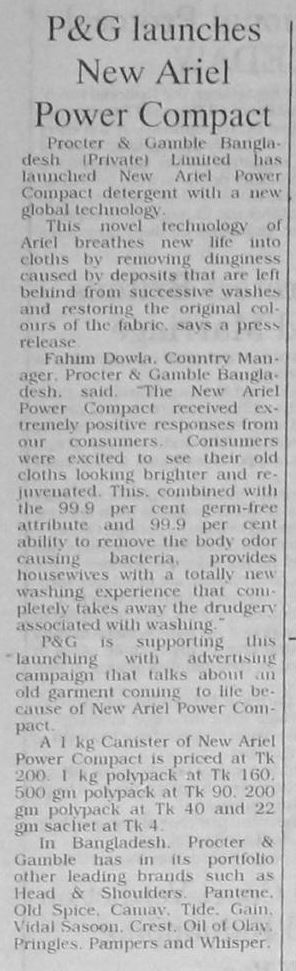 P&G launches
New Ariel
Power Compact
Procter & Gamble Bangla-
desh (Private) Limited has
launched New Ariel Power
Compact detergent with a new
global technology.
This novel technology of
Ariel breathes new life into
cloths by removing dinginess
caused by deposits that are left
behind from successive washes
and restoring the original col-
ours of the fabric, says a press
release.
Fahim Dowla, Country Man-
ager, Procter & Gamble Bangla-
desh, said, "The New Ariel
Power Compact received ex-
tremely positive responses from
our consumers. Consumers
were excited to see their old
cloths looking brighter and re-
juvenated. This, combined with
the 99.9 per cent germ-free
attribute and 99.9 per cent
ability to remove the body odor
causing bacteria, provides
housewives with a totally new
washing experience that com-
pletely takes away the drudgery
associated with washing."
P&G is supporting this
launching with advertising
campaign that talks about an
old garment coming to life be-
cause of New Ariel Power Com-
pact.
A 1 kg Canister of New Ariel
Power Compact is priced at Tk
200, 1 kg polypack at Tk 160,
500 gm polypack at Tk 90, 200
gm polypack at Tk 40 and 22
gm sachet at Tk 4.
In Bangladesh, Procter &
Gamble has in its portfolio
other leading brands such as
Head & Shoulders, Pantene,
Old Spice, Camay, Tide, Gain,
Vidal Sasoon, Crest, Oil of Olay,
Pringles, Pampers and Whisper.